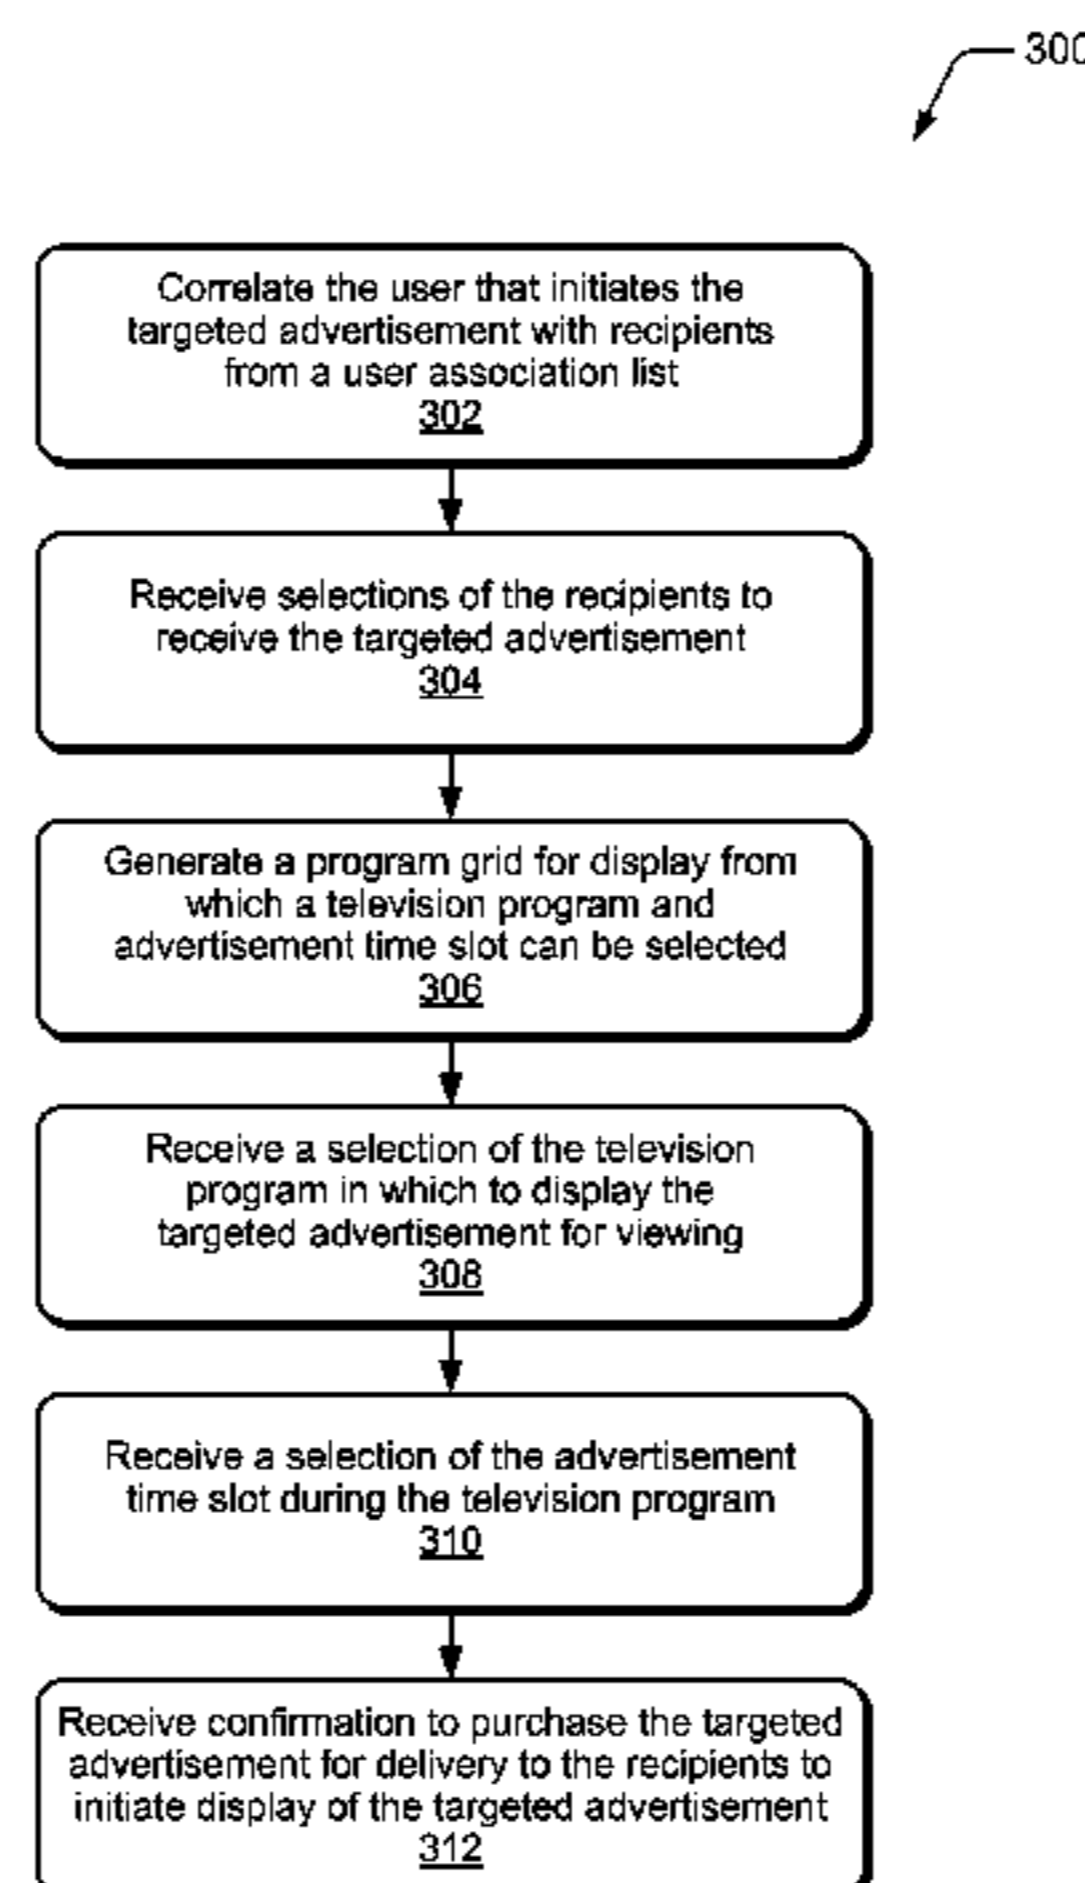 300
Correlate the user that initiates the
targeted advertisement with recipients
from a user association list
302
Receive selections of the recipients to
receive the targeted advertisement
304
Generate a program grid for display from
which a television program and
advertisement time slot can be selected
306
Receive a selection of the television
program in which to display the
targeted advertisement for viewing
308
Receive a selection of the advertisement
time slot during the television program
310
Receive confirmation to purchase the targeted
advertisement for delivery to the recipients to
initiate display of the targeted advertisement
312